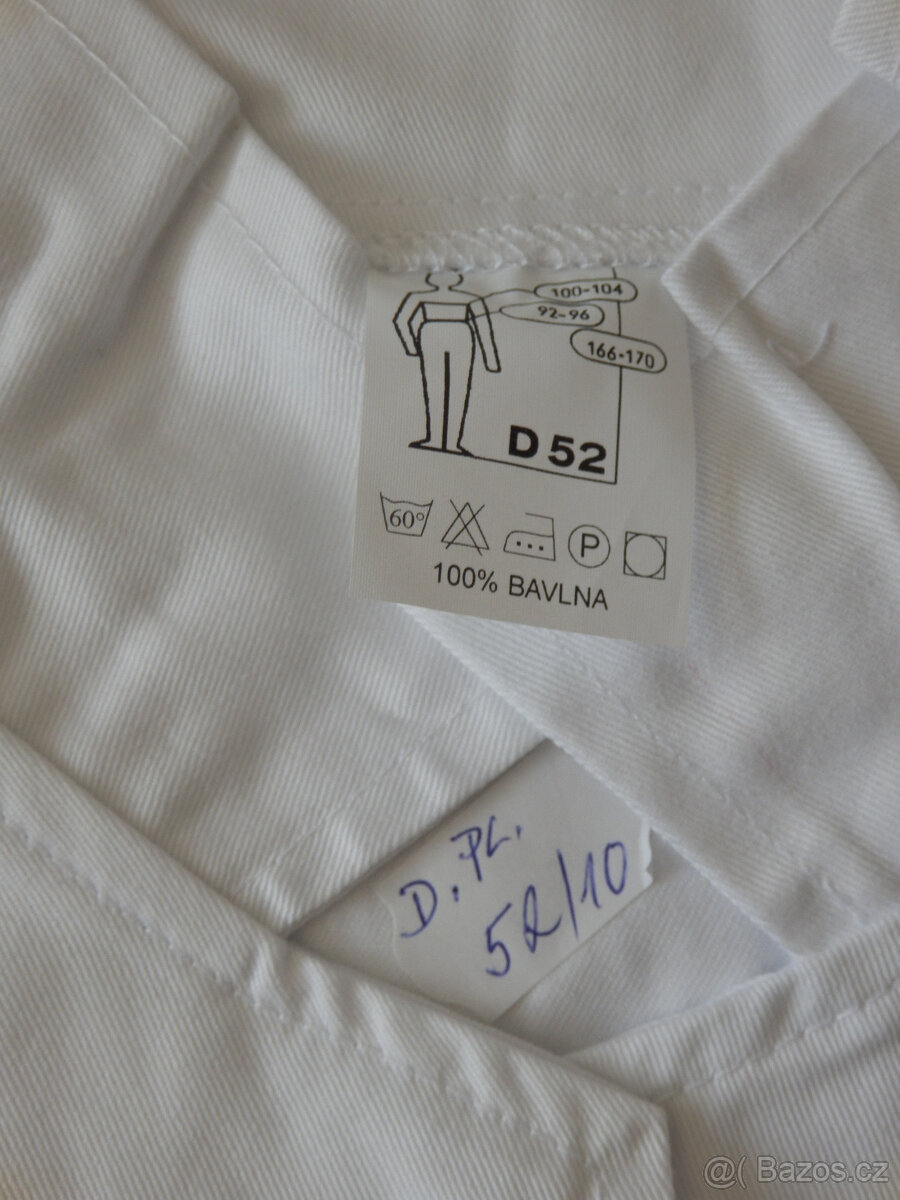 100-104
92-96
166-170
D 52
60°
P
100% BAVLNA
D. PL.
52/10
@( Bazos.cz